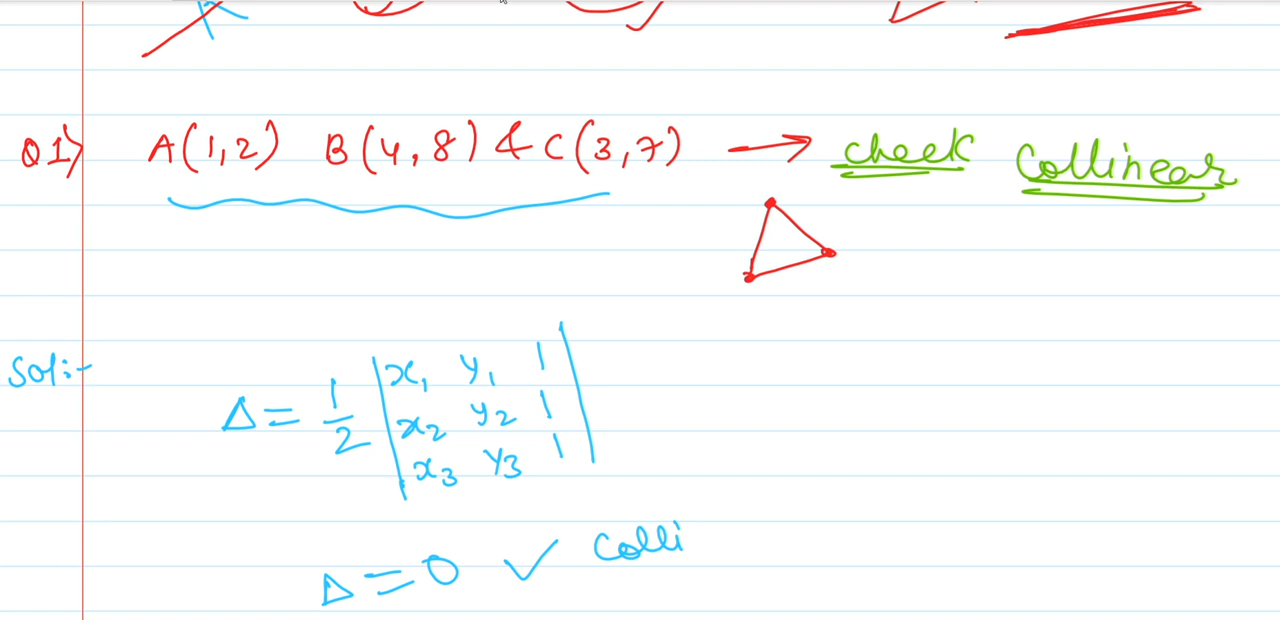 Q1) A(1,2) B(4,8) & C(3,7) → check Collinear
Sol:-
Δ = 1/2 | x₁ y₁ 1 |
| x₂ y₂ 1 |
| x₃ y₃ 1 |
Δ = 0 ✓ Colli